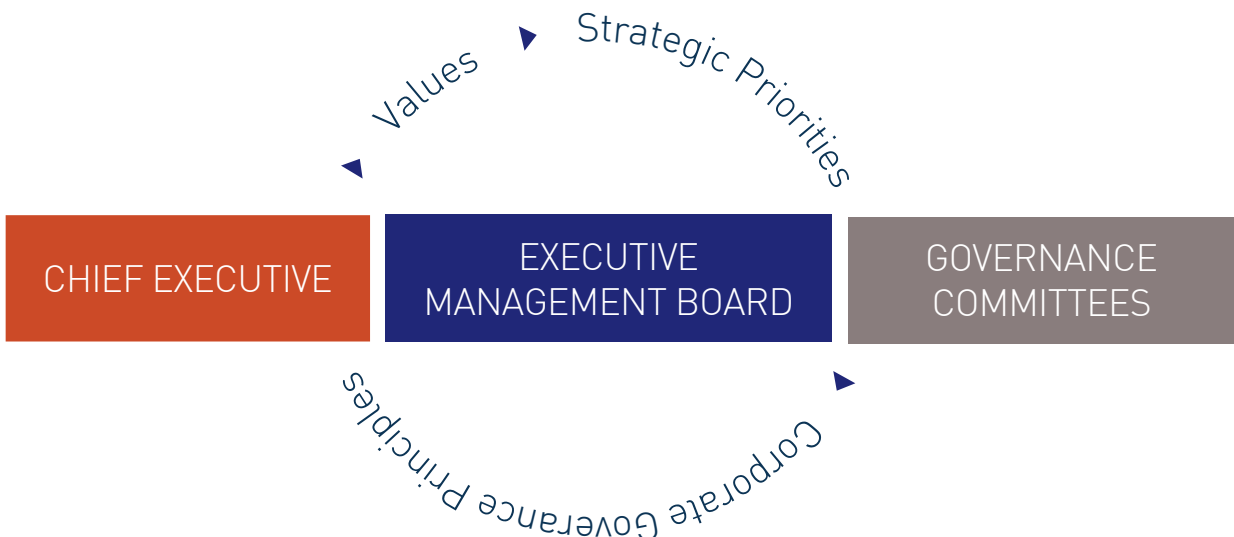 Values
Strategic Priorities
CHIEF EXECUTIVE
EXECUTIVE
MANAGEMENT BOARD
GOVERNANCE
COMMITTEES
Corporate Governance Principles